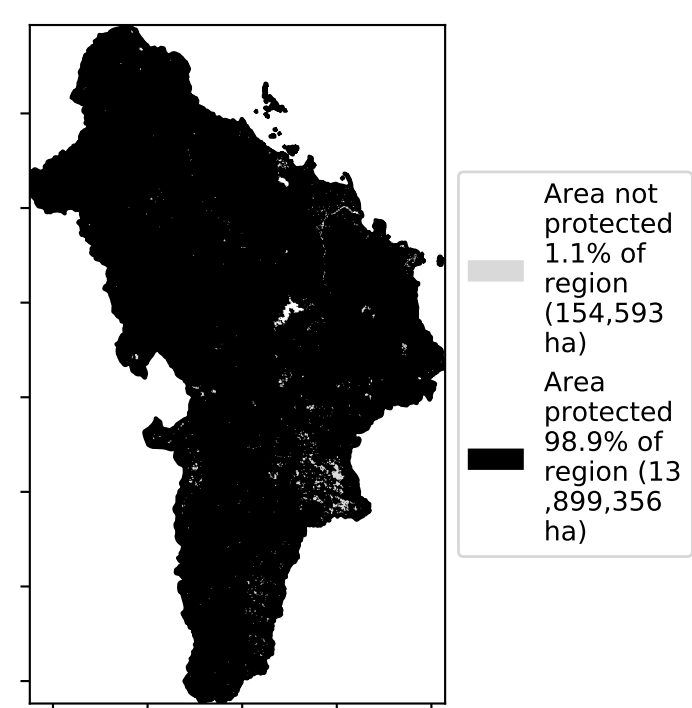 Area not
protected
1.1% of
region
(154,593
ha)
Area
protected
98.9% of
region (13
,899,356
ha)